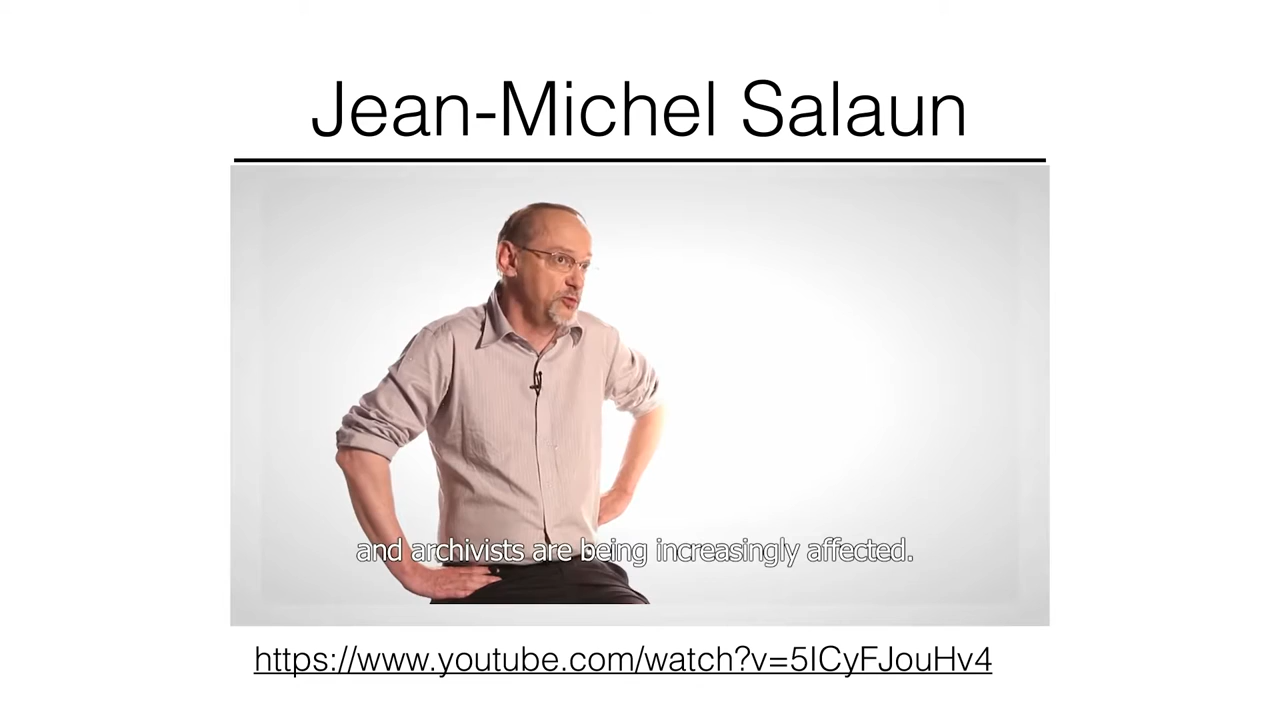 Jean-Michel Salaun
and archivists are being increasingly affected.
https://www.youtube.com/watch?v=5ICyFJouHv4